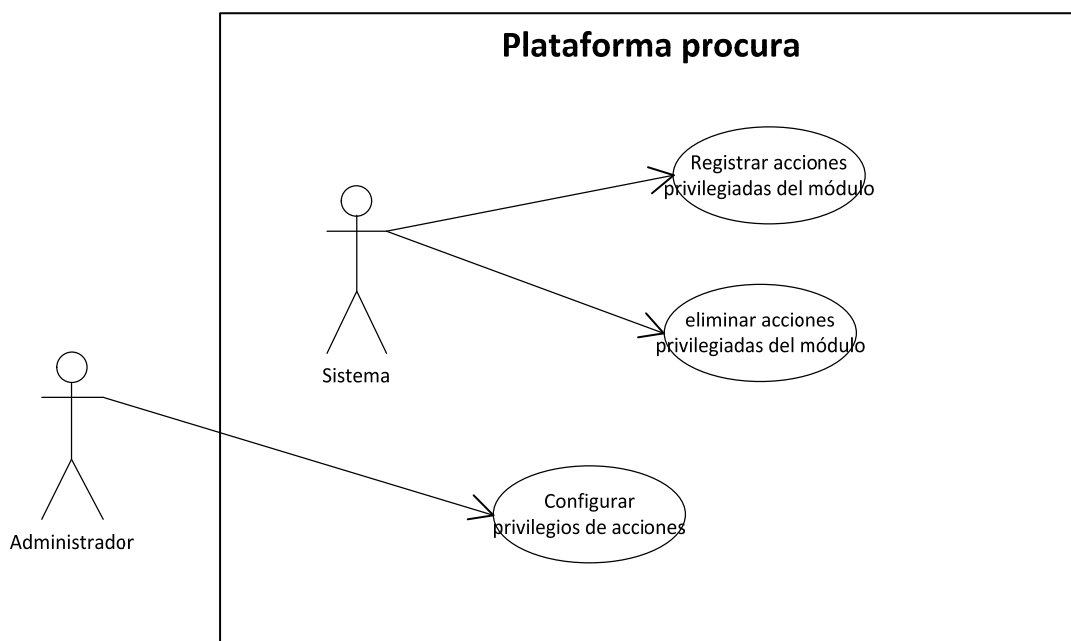 Plataforma procura
Registrar acciones
privilegiadas del módulo
eliminar acciones
privilegiadas del módulo
Sistema
Configurar
privilegios de acciones
Administrador